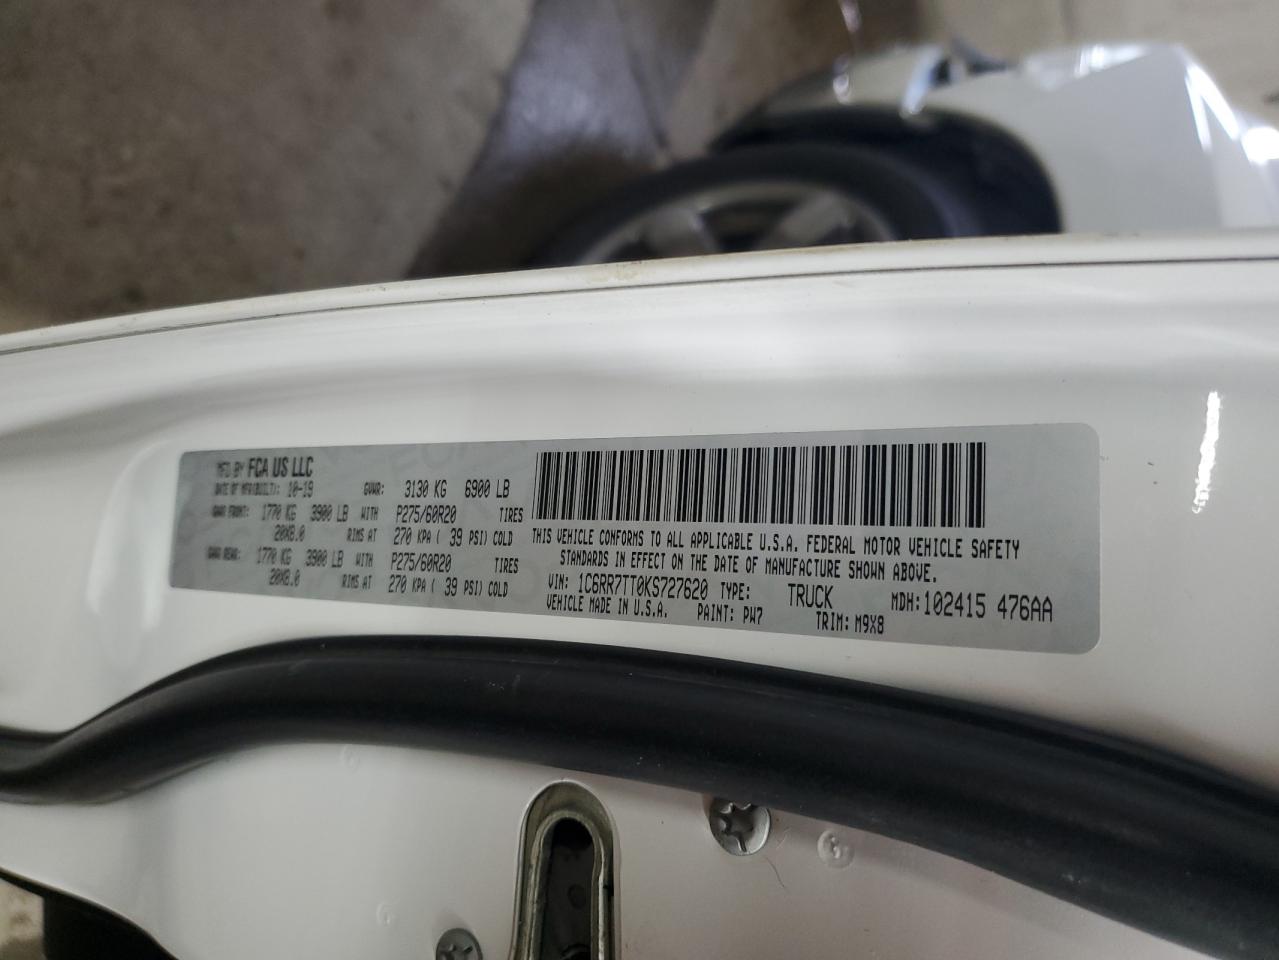 MFD BY FCA US LLC
DATE OF MFR(BUILT): 10-19 GVWR: 3130 KG 6900 LB
GAWR FRONT: 1770 KG 3900 LB WITH P275/60R20 TIRES
20X8.0 RIMS AT 270 KPA ( 39 PSI) COLD
GAWR REAR: 1770 KG 3900 LB WITH P275/60R20 TIRES
20X8.0 RIMS AT 270 KPA ( 39 PSI) COLD
THIS VEHICLE CONFORMS TO ALL APPLICABLE U.S.A. FEDERAL MOTOR VEHICLE SAFETY
STANDARDS IN EFFECT ON THE DATE OF MANUFACTURE SHOWN ABOVE.
VIN: 1C6RR7TT0KS727620 TYPE: TRUCK MDH: 102415 476AA
VEHICLE MADE IN U.S.A. PAINT: PW7 TRIM: M9X8